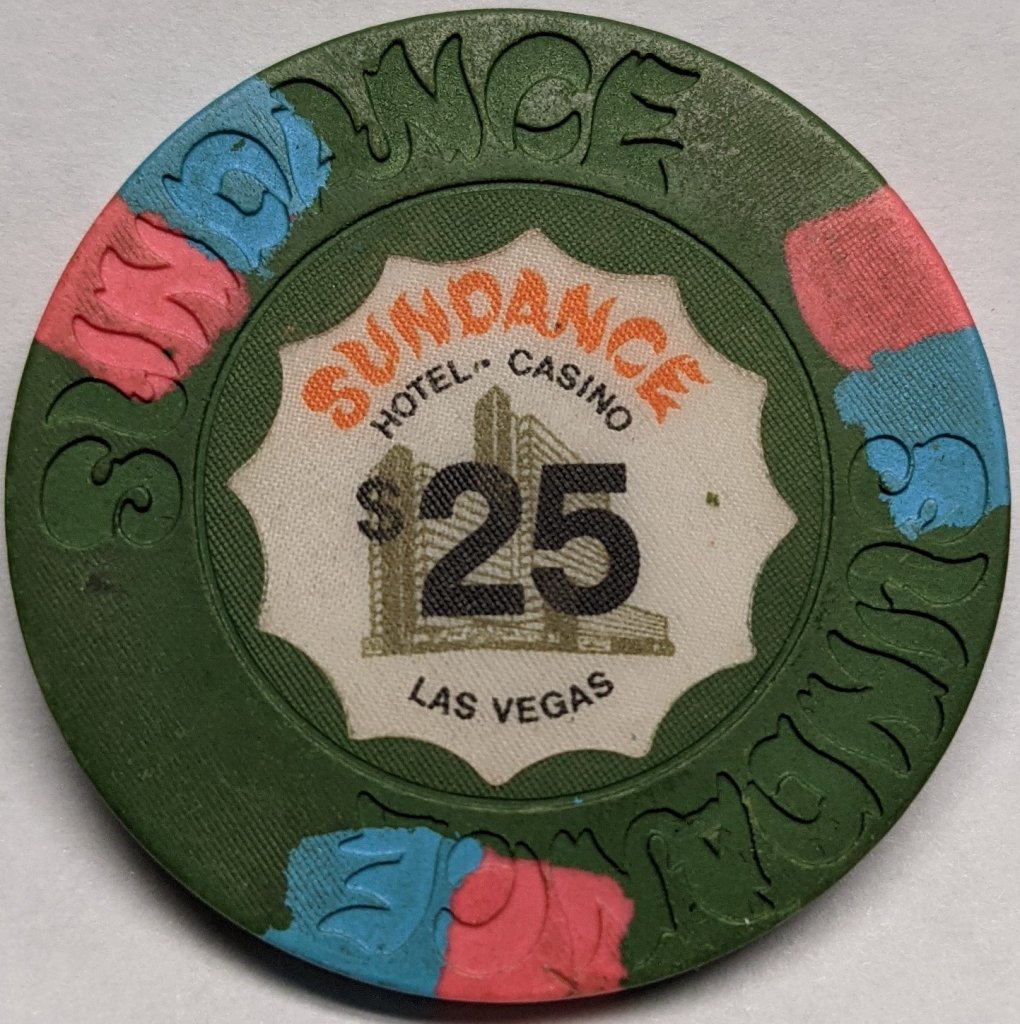 SUNDANCE
SUNDANCE
HOTEL • CASINO
$25
LAS VEGAS
SUNDANCE